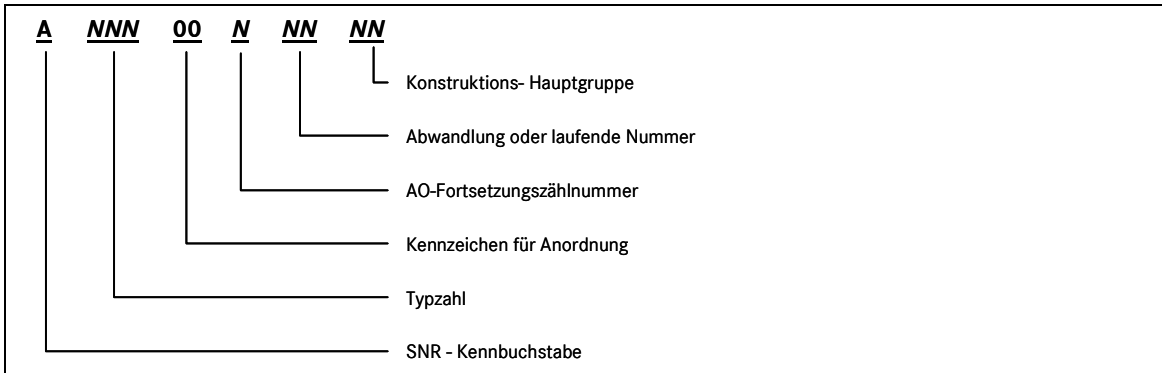 A NNN 00 N NN NN
Konstruktions- Hauptgruppe
Abwandlung oder laufende Nummer
AO-Fortsetzungszählnummer
Kennzeichen für Anordnung
Typzahl
SNR - Kennbuchstabe